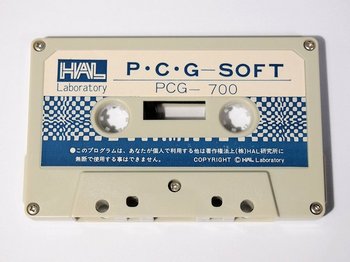 HAL
Laboratory
P・C・G-SOFT
PCG-700
●このプログラムは、あなたが個人で利用する他は著作権法上(株)HAL研究所に
無断で使用する事はできません。
COPYRIGHT © HAL Laboratory